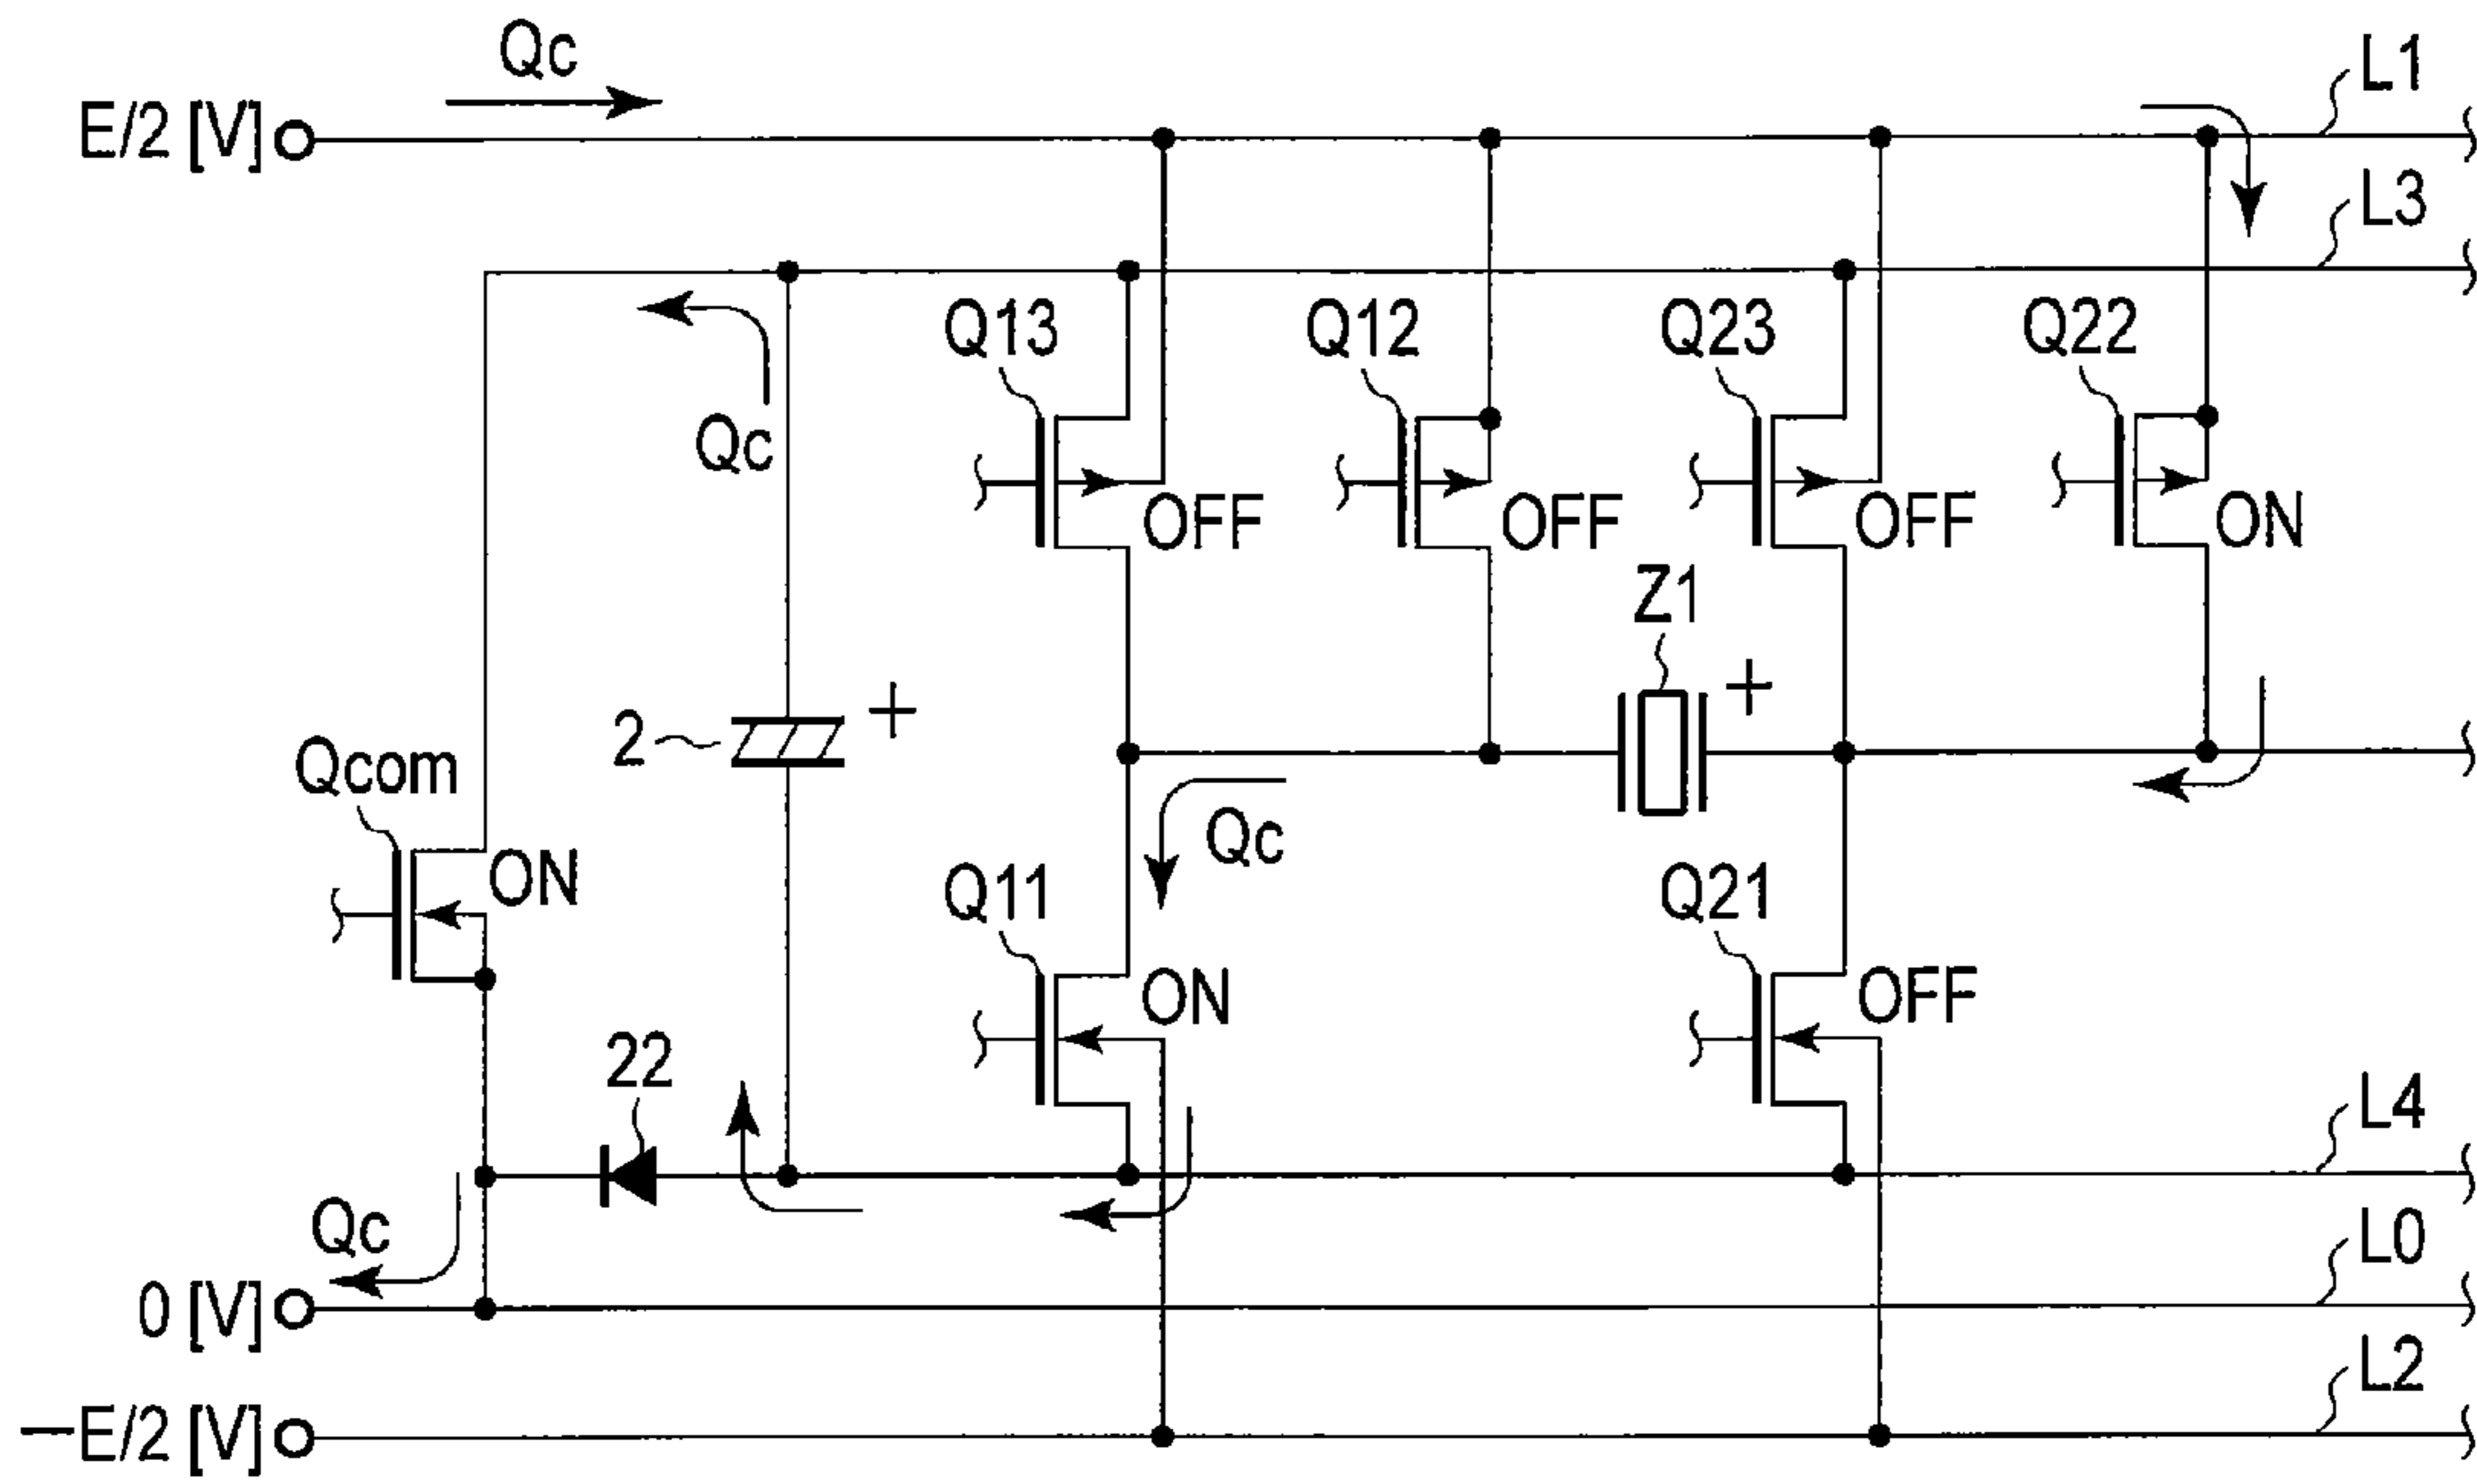 Qc
E/2 [V]
L1
L3
Q13
Q12
Q23
Q22
Qc
OFF
OFF
OFF
ON
Z1
+
2
+
Qcom
ON
Qc
Q11
Q21
ON
OFF
22
L4
Qc
L0
0 [V]
L2
—E/2 [V]